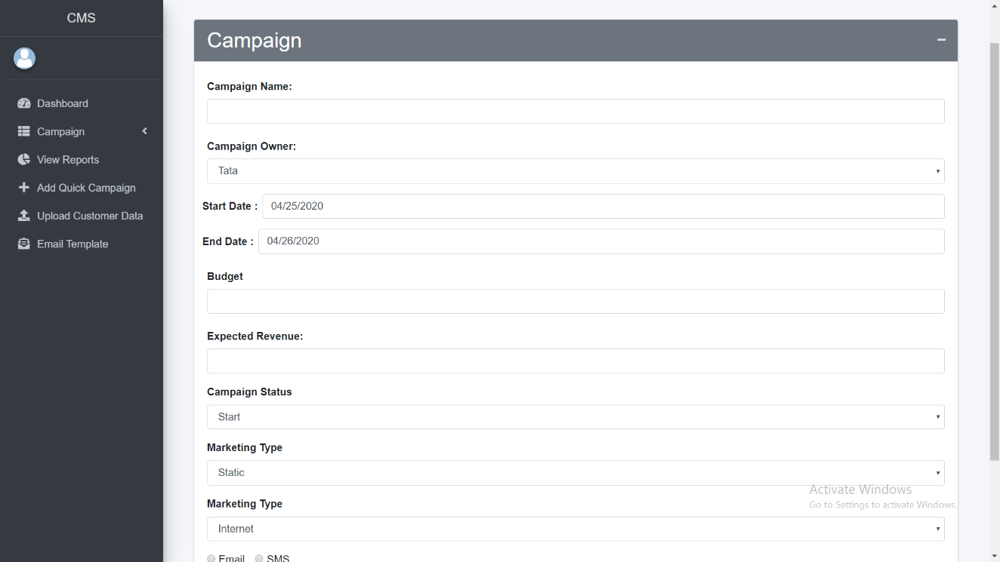 CMS
Dashboard
Campaign
View Reports
Add Quick Campaign
Upload Customer Data
Email Template
Campaign
Campaign Name:
Campaign Owner:
Tata
Start Date : 04/25/2020
End Date : 04/26/2020
Budget
Expected Revenue:
Campaign Status
Start
Marketing Type
Static
Marketing Type
Internet
Email SMS
Activate Windows
Go to Settings to activate Windows.